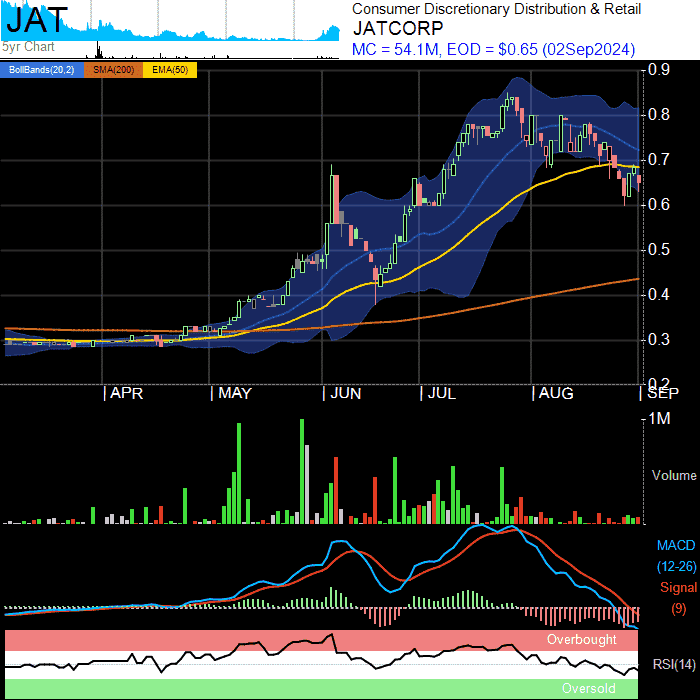 JAT
Consumer Discretionary Distribution & Retail
JATCORP
5yr Chart
MC = 54.1M, EOD = $0.65 (02Sep2024)
BollBands(20,2) SMA(200) EMA(50)
0.9
0.8
0.7
0.6
0.5
0.4
0.3
0.2
APR MAY JUN JUL AUG SEP
1M
Volume
MACD
(12-26)
Signal
(9)
Overbought
RSI(14)
Oversold